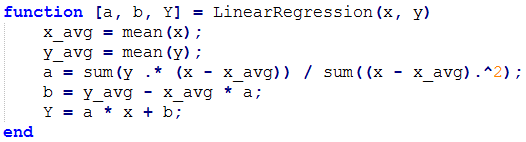 function [a, b, Y] = LinearRegression(x, y)
    x_avg = mean(x);
    y_avg = mean(y);
    a = sum(y .* (x - x_avg)) / sum((x - x_avg).^2);
    b = y_avg - x_avg * a;
    Y = a * x + b;
end